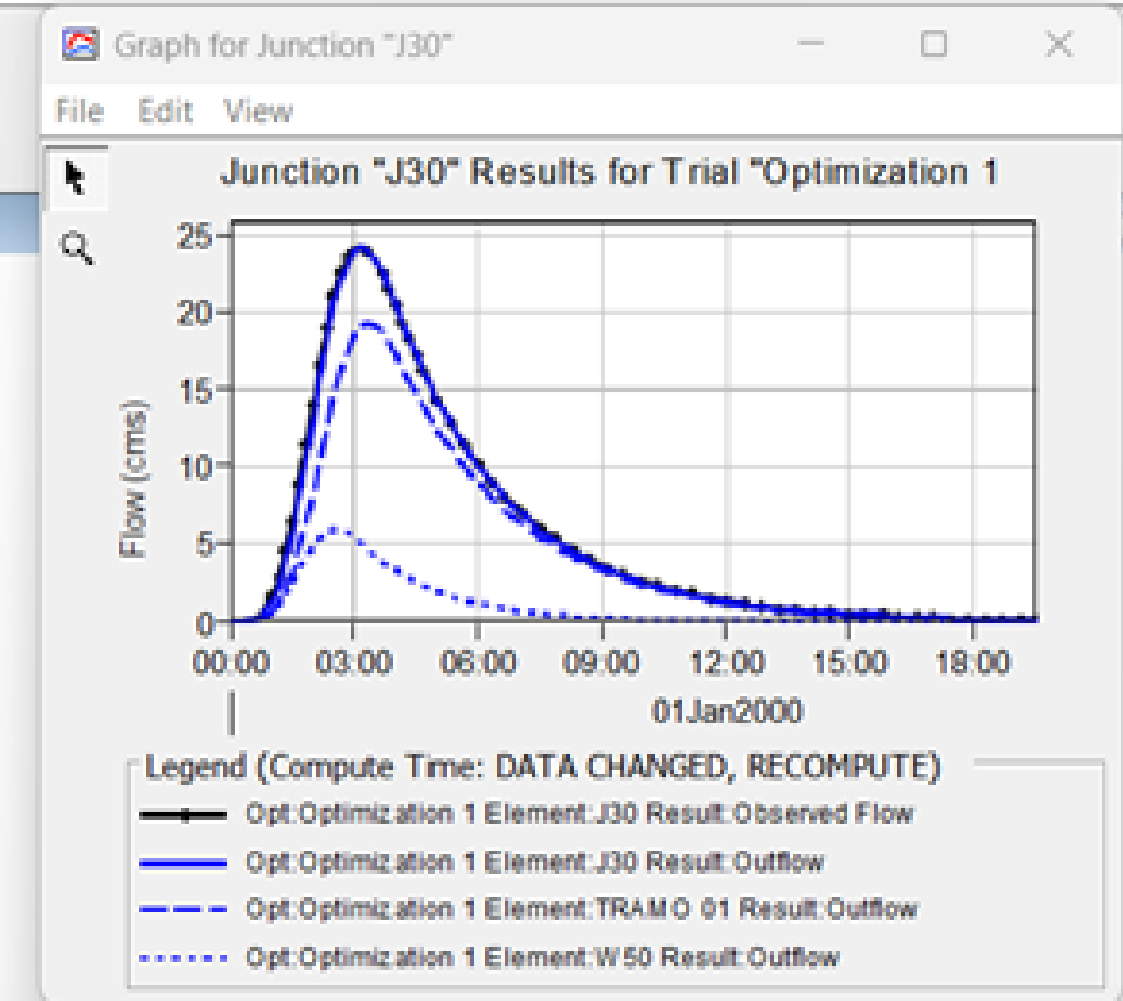 Graph for Junction "J30"
File Edit View
Junction "J30" Results for Trial "Optimization 1
25
20
15
10
5
0
Flow (cms)
00:00 03:00 06:00 09:00 12:00 15:00 18:00
01Jan2000
Legend (Compute Time: DATA CHANGED, RECOMPUTE)
Opt:Optimization 1 Element:J30 Result:Observed Flow
Opt:Optimization 1 Element:J30 Result:Outflow
Opt:Optimization 1 Element:TRAMO 01 Result:Outflow
Opt:Optimization 1 Element:W50 Result:Outflow